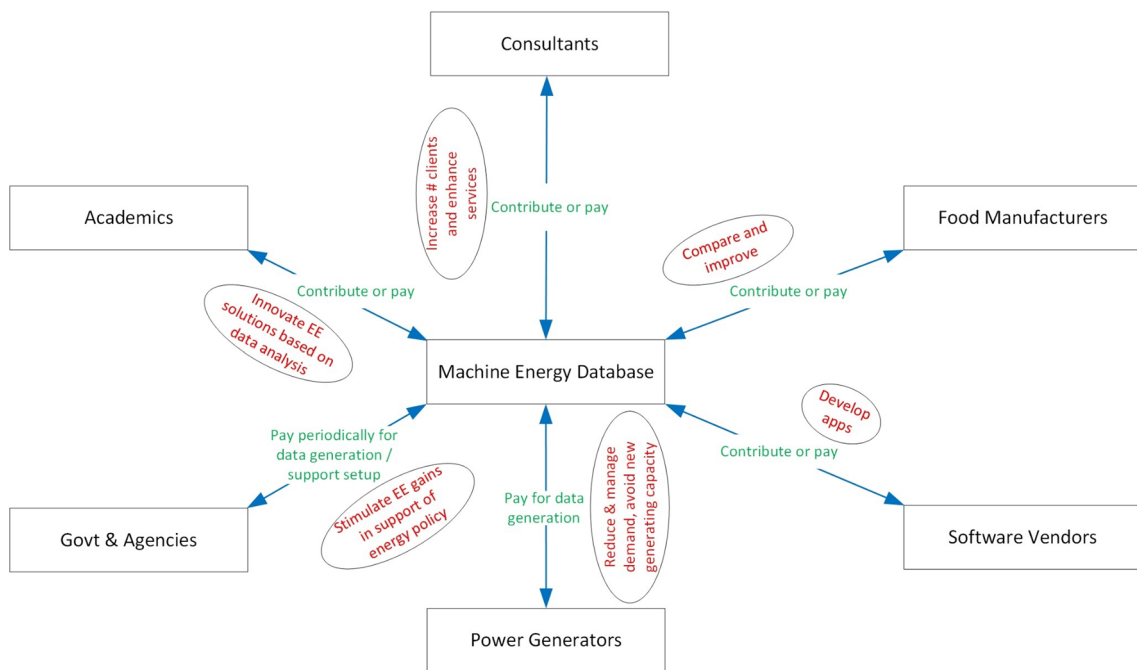 Consultants
Increase # clients
and enhance
services
Contribute or pay
Academics
Food Manufacturers
Compare and
improve
Contribute or pay
Contribute or pay
Innovate EE
solutions based on
data analysis
Machine Energy Database
Develop
apps
Pay periodically for
data generation /
support setup
Contribute or pay
Stimulate EE gains
in support of
energy policy
Pay for data
generation
Reduce & manage
demand, avoid new
generating capacity
Govt & Agencies
Software Vendors
Power Generators